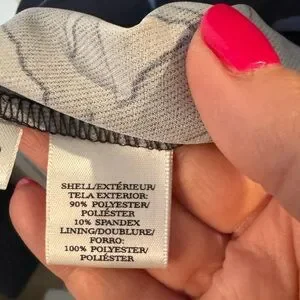 SHELL/EXTÉRIEUR/
TELA EXTERIOR:
90% POLYESTER/
POLIÉSTER
10% SPANDEX
LINING/DOUBLURE/
FORRO:
100% POLYESTER/
POLIÉSTER